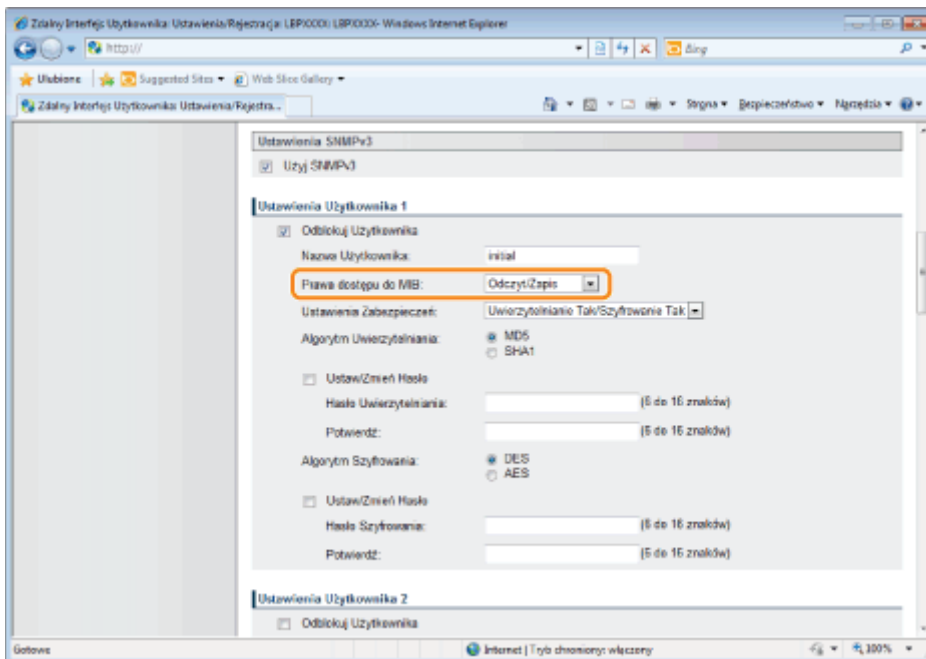 Zdalny Interfejs Użytkownika: Ustawienia/Rejestracja: LBPXXXX: LBPXXXX- Windows Internet Explorer
http://
Bing
Ulubione Suggested Sites Web Slice Gallery
Zdalny Interfejs Użytkownika: Ustawienia/Rejestra... Strona Bezpieczeństwo Narzędzia
Ustawienia SNMPv3
Użyj SNMPv3
Ustawienia Użytkownika 1
Odblokuj Użytkownika
Nazwa Użytkownika: initial
Prawa dostępu do MIB: Odczyt/Zapis
Ustawienia Zabezpieczeń: Uwierzytelnianie Tak/Szyfrowanie Tak
Algorytm Uwierzytelniania: MD5
SHA1
Ustaw/Zmień Hasło
Hasło Uwierzytelniania: (6 do 16 znaków)
Potwierdź: (6 do 16 znaków)
Algorytm Szyfrowania: DES
AES
Ustaw/Zmień Hasło
Hasło Szyfrowania: (6 do 16 znaków)
Potwierdź: (6 do 16 znaków)
Ustawienia Użytkownika 2
Odblokuj Użytkownika
Gotowe Internet | Tryb chroniony: włączony 100%